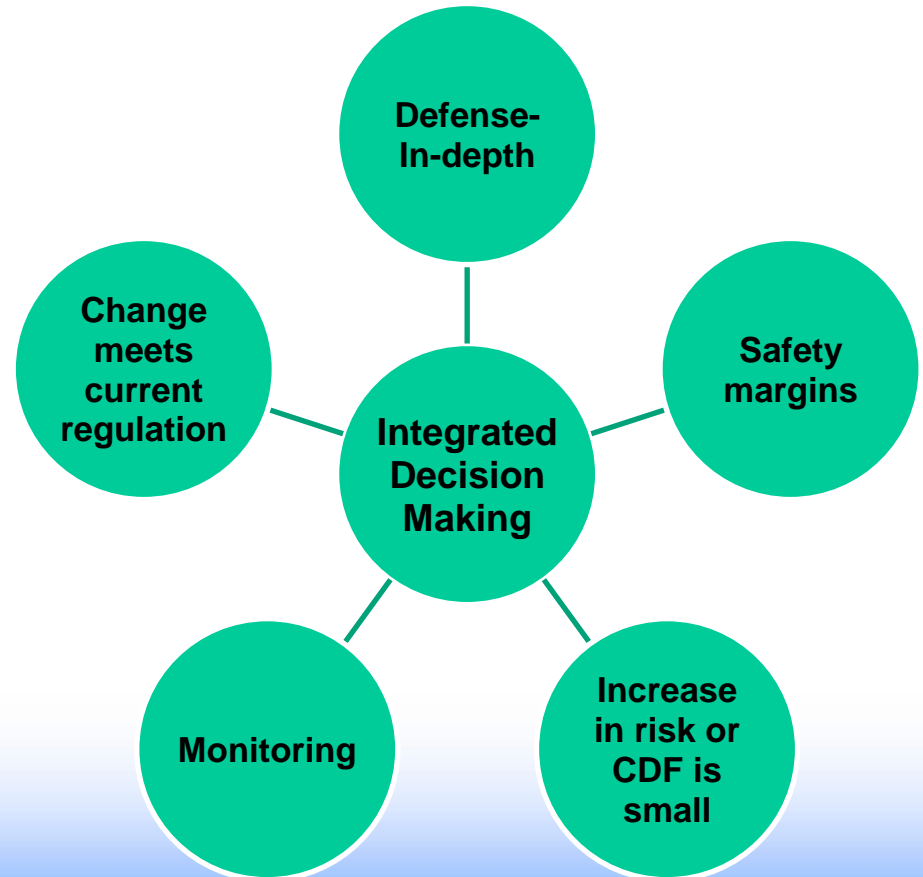 Defense-
In-depth
Change
meets
current
regulation
Safety
margins
Integrated
Decision
Making
Monitoring
Increase
in risk or
CDF is
small